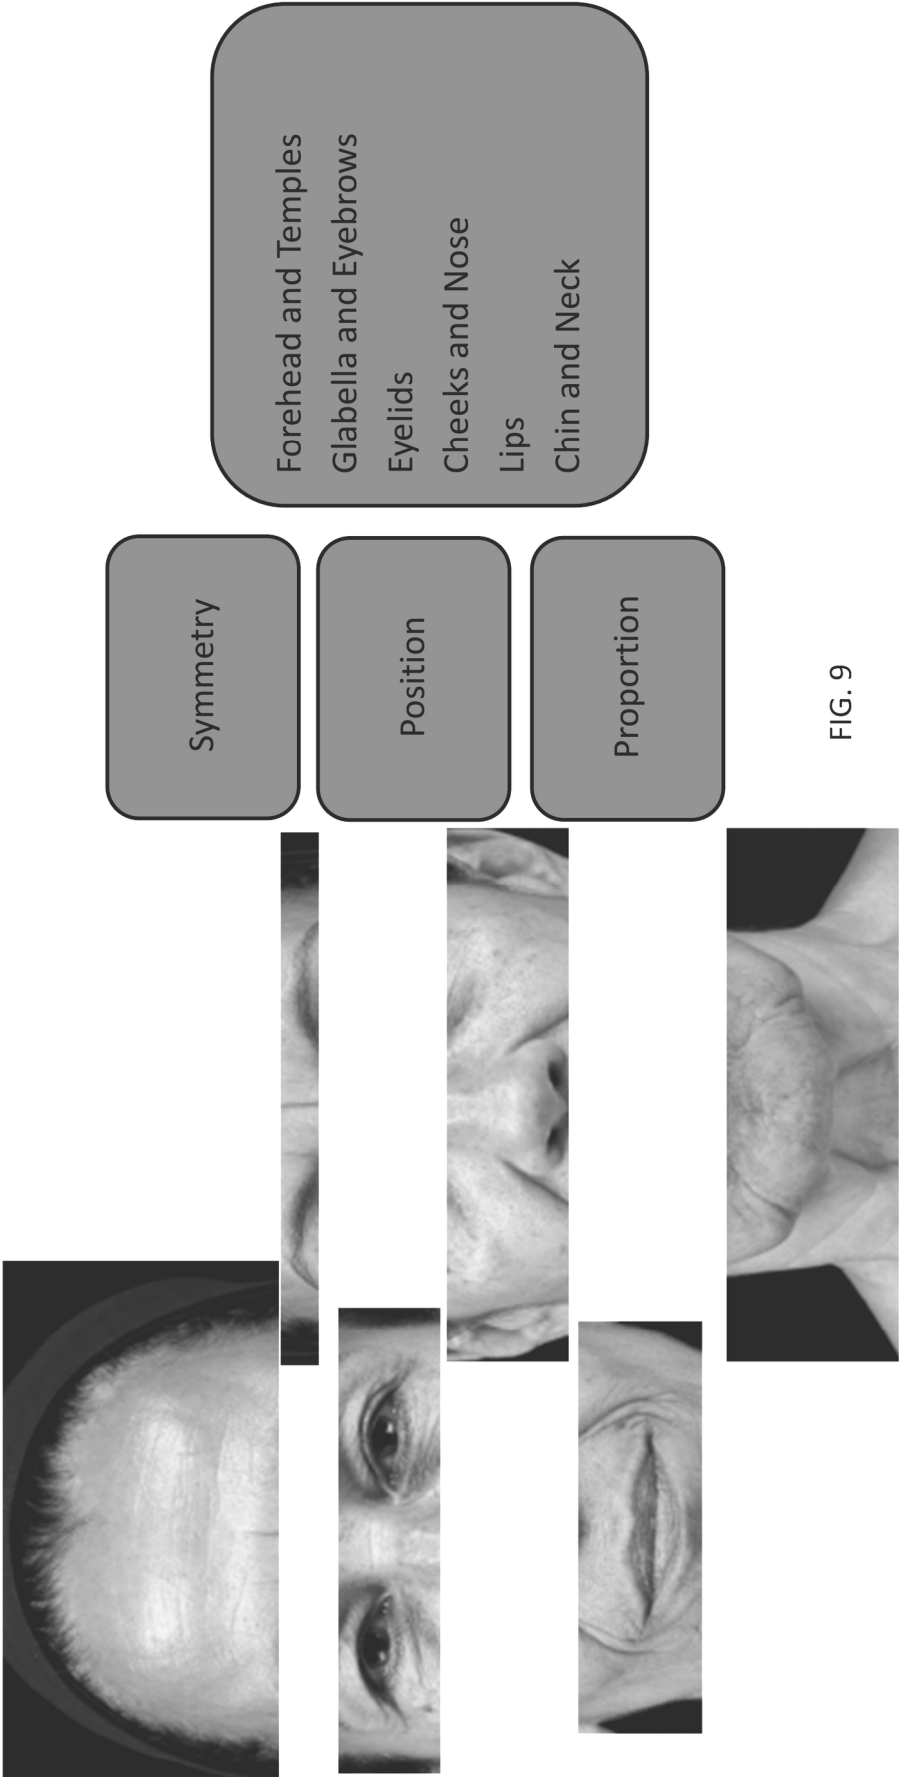 Symmetry
Position
Proportion
Forehead and Temples
Glabella and Eyebrows
Eyelids
Cheeks and Nose
Lips
Chin and Neck
FIG. 9